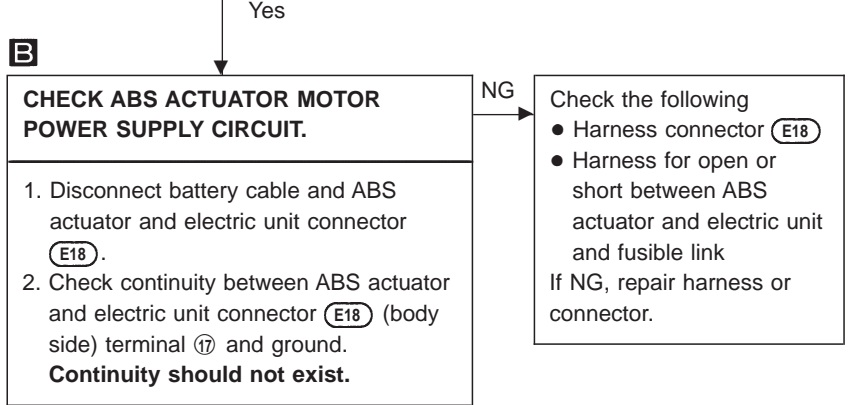 Yes
B
CHECK ABS ACTUATOR MOTOR
POWER SUPPLY CIRCUIT.
1. Disconnect battery cable and ABS
actuator and electric unit connector
E18.
2. Check continuity between ABS actuator
and electric unit connector E18 (body
side) terminal ⑰ and ground.
Continuity should not exist.
NG
Check the following
● Harness connector E18
● Harness for open or
short between ABS
actuator and electric unit
and fusible link
If NG, repair harness or
connector.